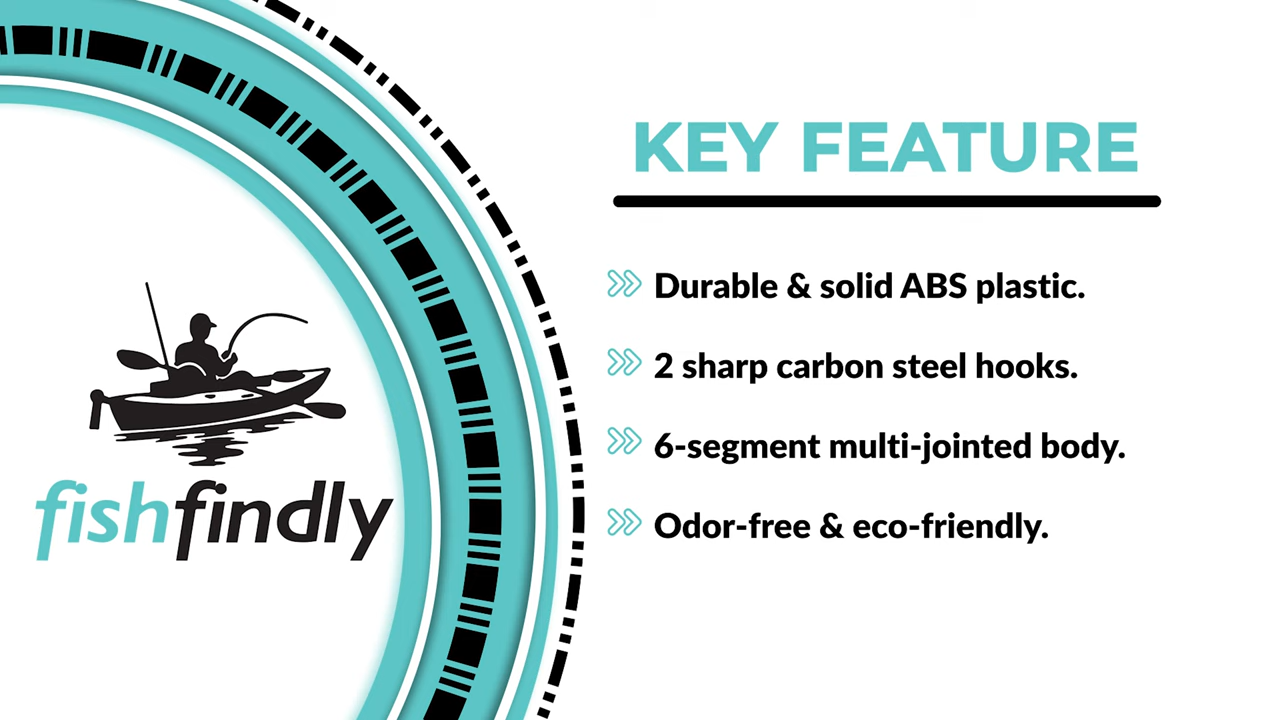 KEY FEATURE
Durable & solid ABS plastic.
2 sharp carbon steel hooks.
6-segment multi-jointed body.
Odor-free & eco-friendly.
fishfindly